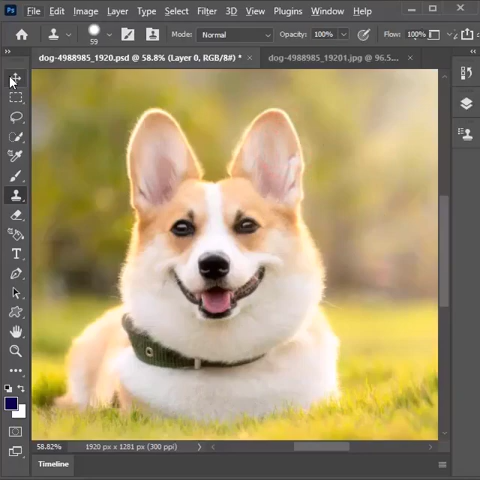 Ps File Edit Image Layer Type Select Filter 3D View Plugins Window Help
59 Mode: Normal Opacity: 100% Flow: 100%
dog-4988985_1920.psd @ 58.8% (Layer 0, RGB/8#) * × dog-4988985_19201.jpg @ 96.5... ×
T
58.82% 1920 px x 1281 px (300 ppi)
Timeline